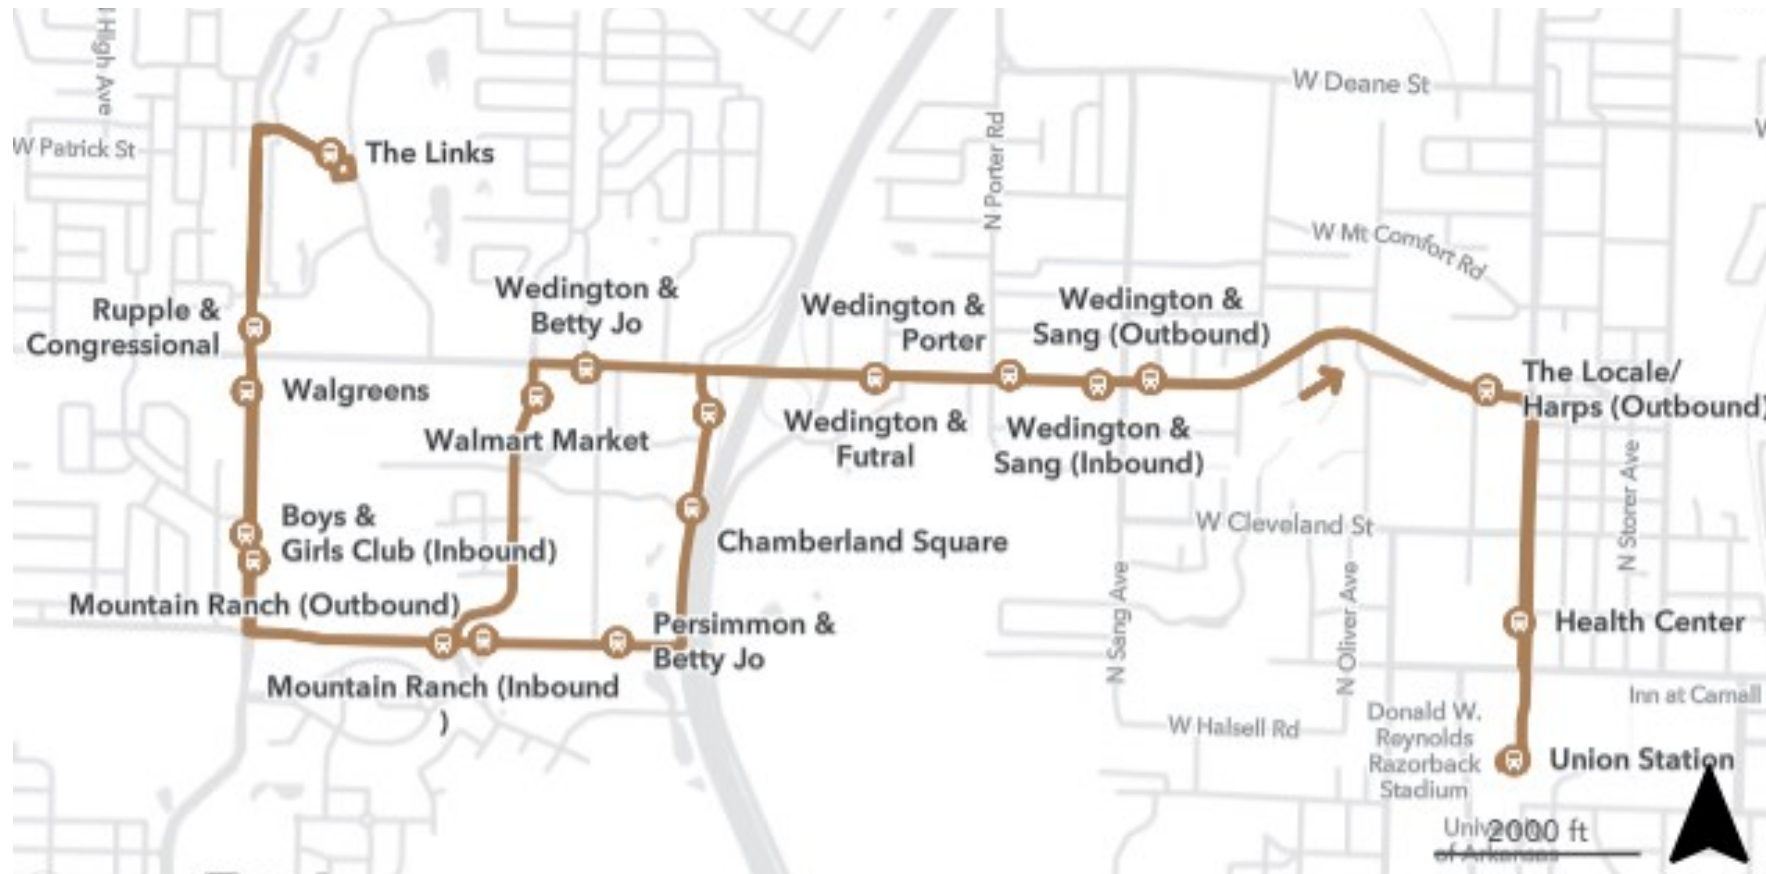 N High Ave
W Deane St
W Patrick St
The Links
N Porter Rd
W Mt Comfort Rd
Wedington &
Betty Jo
Rupple &
Congressional
Wedington &
Porter
Wedington &
Sang (Outbound)
Walgreens
The Locale/
Harps (Outbound)
Walmart Market
Wedington &
Futral
Wedington &
Sang (Inbound)
N Storer Ave
Boys &
Girls Club (Inbound)
Chamberland Square
W Cleveland St
Mountain Ranch (Outbound)
Persimmon &
Betty Jo
N Sang Ave
N Oliver Ave
Health Center
Mountain Ranch (Inbound
)
Inn at Carnall
W Halsell Rd
Donald W.
Reynolds
Razorback
Stadium
Union Station
2000 ft
of Arkansas